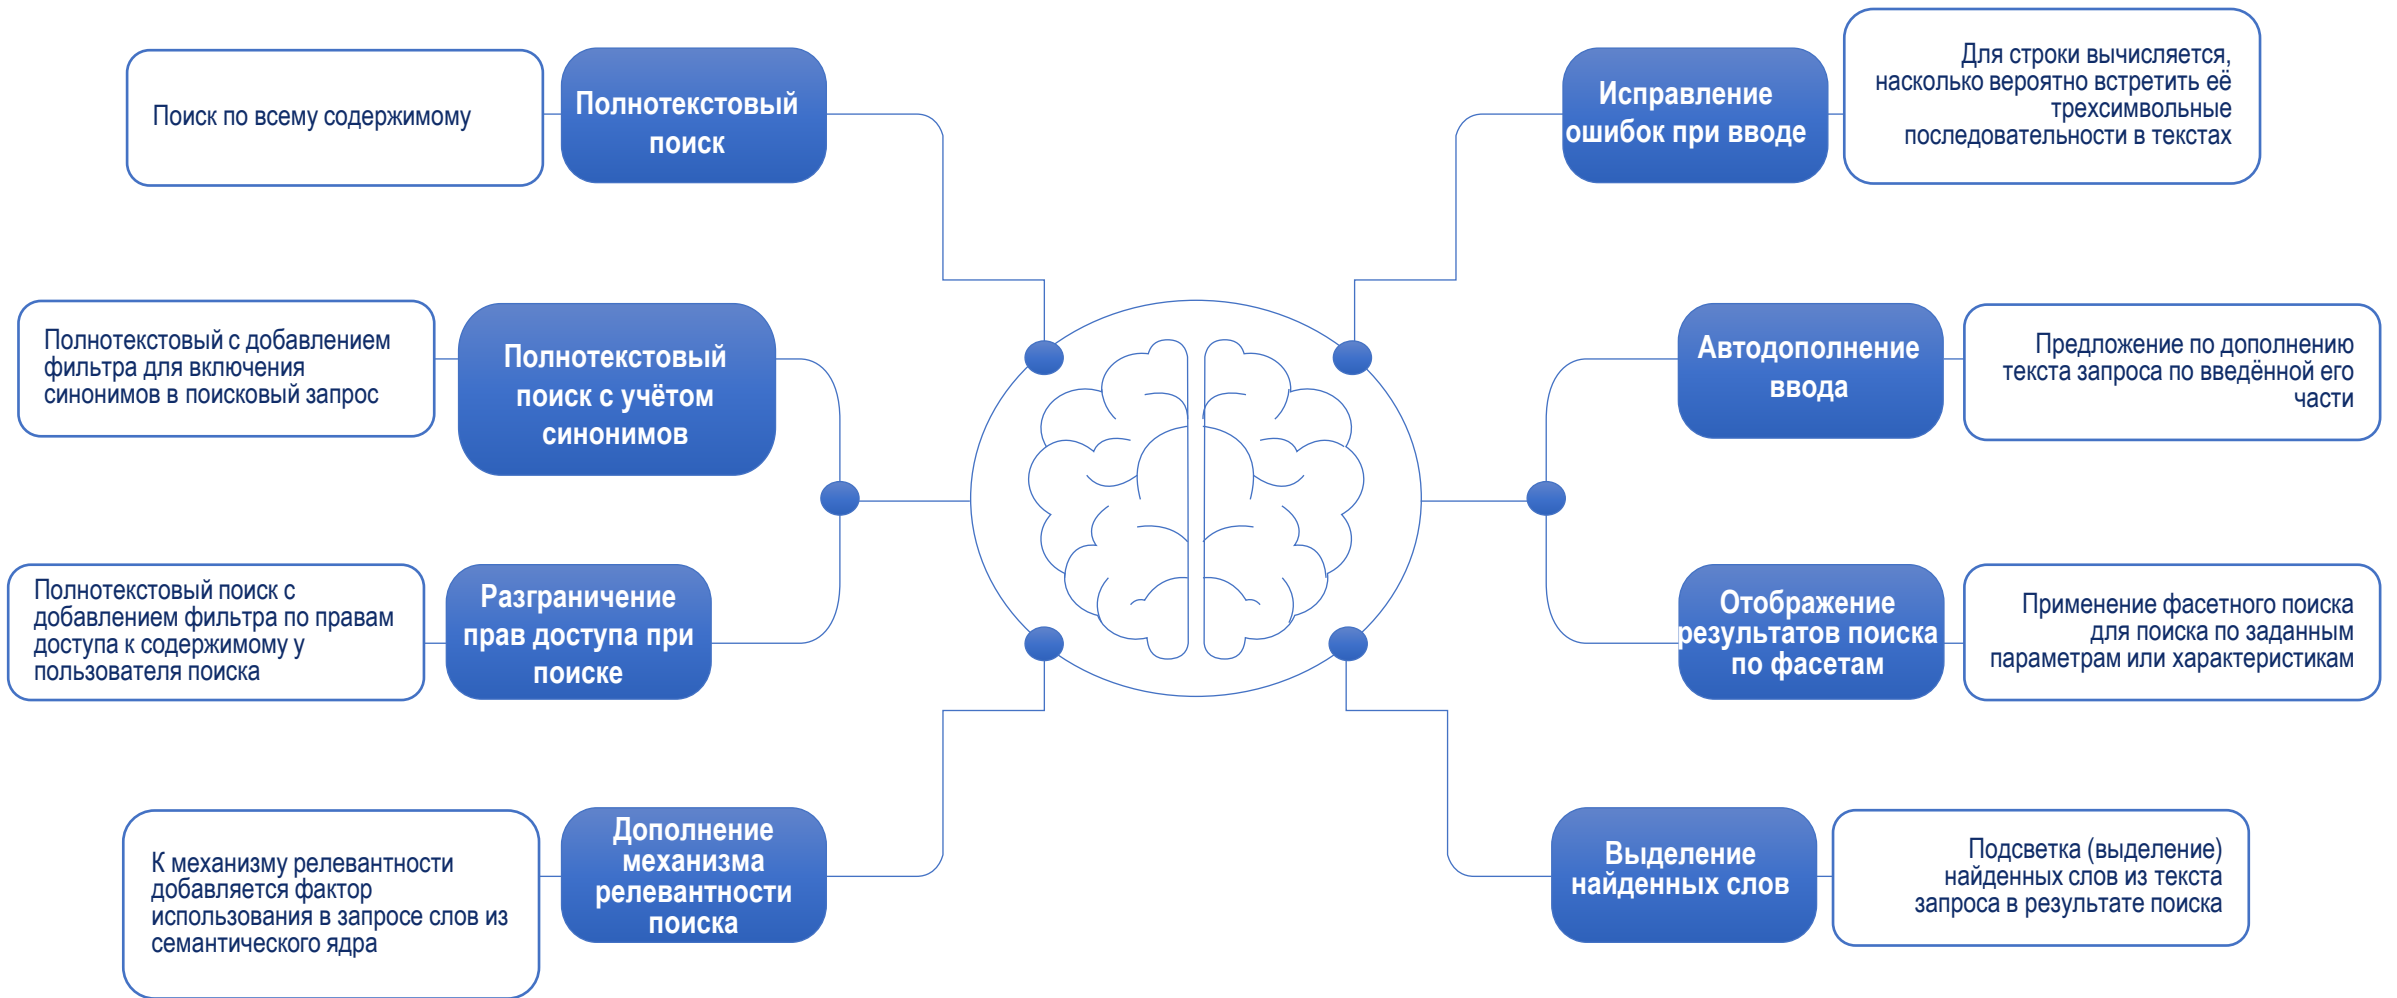 Поиск по всему содержимому
Полнотекстовый
поиск
Полнотекстовый с добавлением
фильтра для включения
синонимов в поисковый запрос
Полнотекстовый
поиск с учётом
синонимов
Полнотекстовый поиск с
добавлением фильтра по правам
доступа к содержимому у
пользователя поиска
Разграничение
прав доступа при
поиске
К механизму релевантности
добавляется фактор
использования в запросе слов из
семантического ядра
Дополнение
механизма
релевантности
поиска
Исправление
ошибок при вводе
Для строки вычисляется,
насколько вероятно встретить её
трехсимвольные
последовательности в текстах
Автодополнение
ввода
Предложение по дополнению
текста запроса по введённой его
части
Отображение
результатов поиска
по фасетам
Применение фасетного поиска
для поиска по заданным
параметрам или характеристикам
Выделение
найденных слов
Подсветка (выделение)
найденных слов из текста
запроса в результате поиска